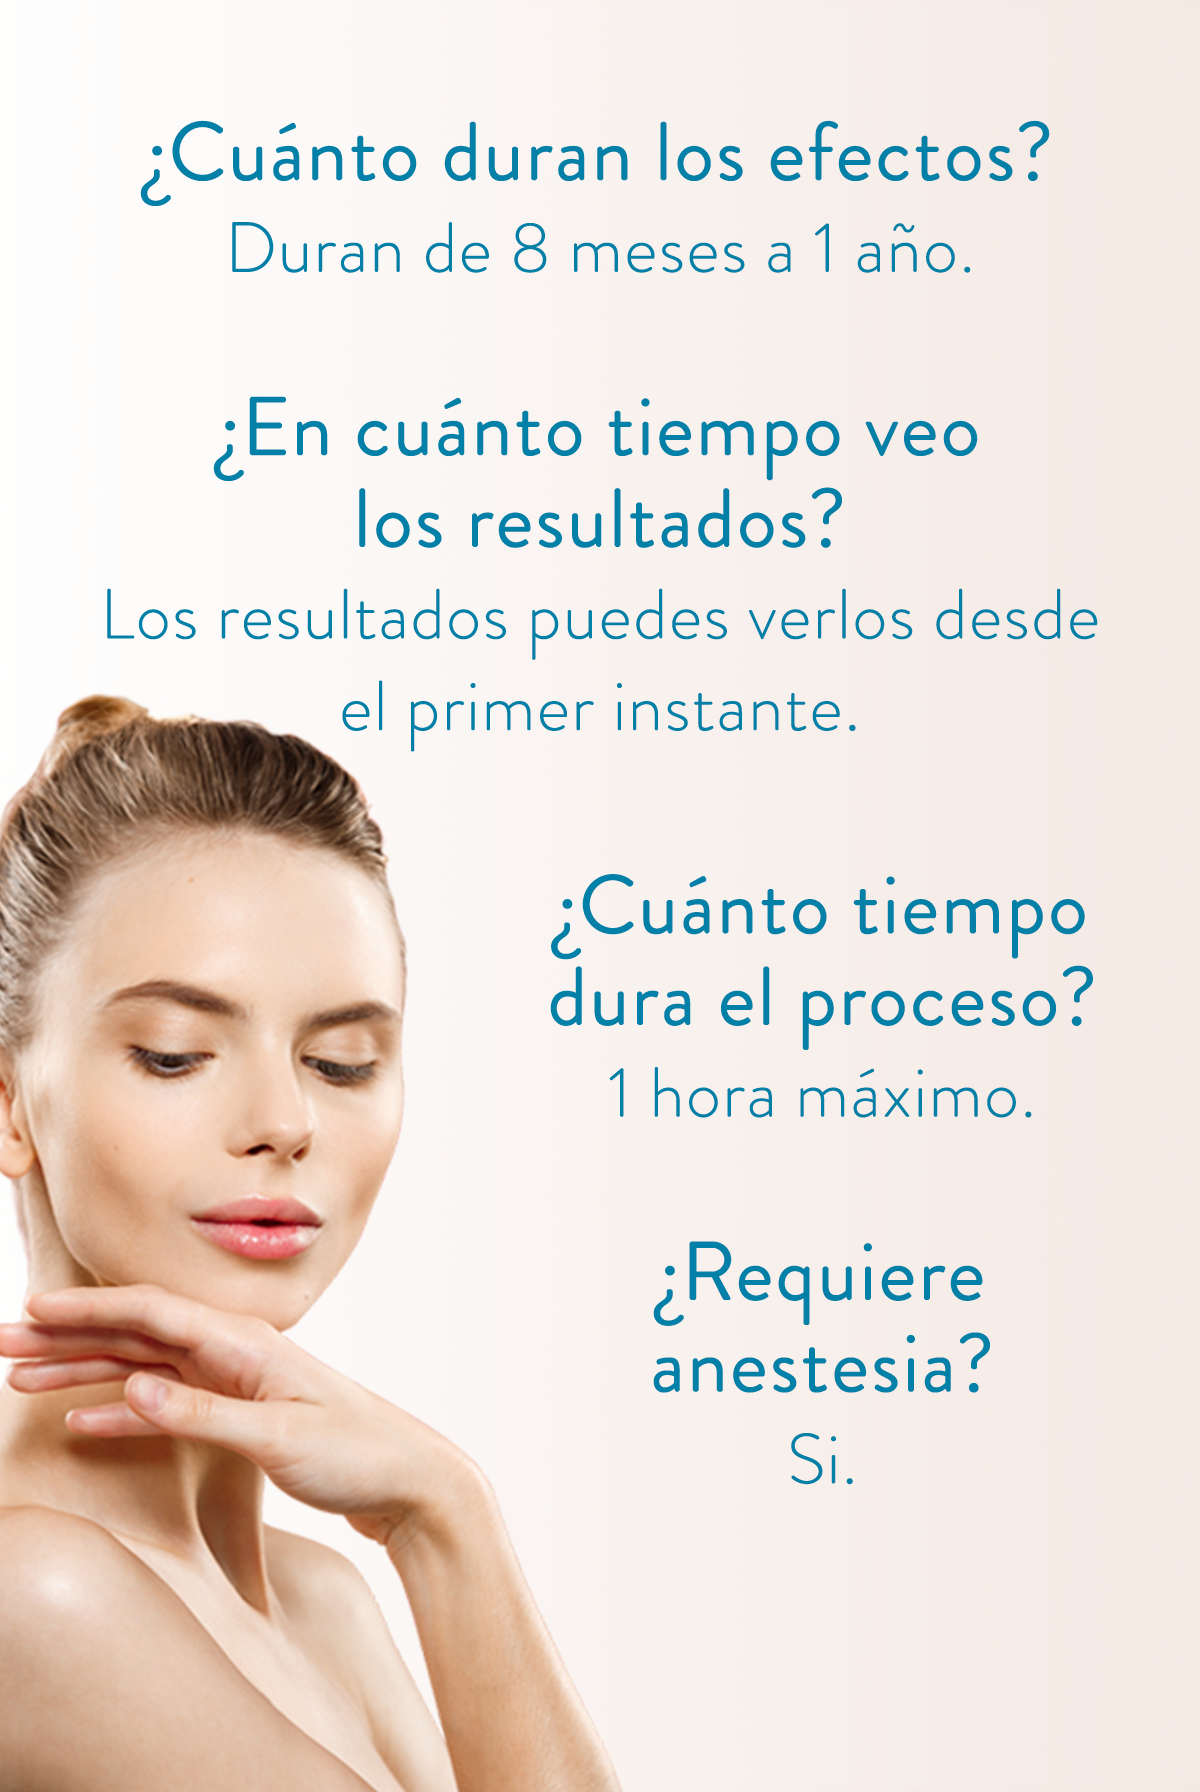 ¿Cuánto duran los efectos?
Duran de 8 meses a 1 año.
¿En cuánto tiempo veo
los resultados?
Los resultados puedes verlos desde
el primer instante.
¿Cuánto tiempo
dura el proceso?
1 hora máximo.
¿Requiere
anestesia?
Si.